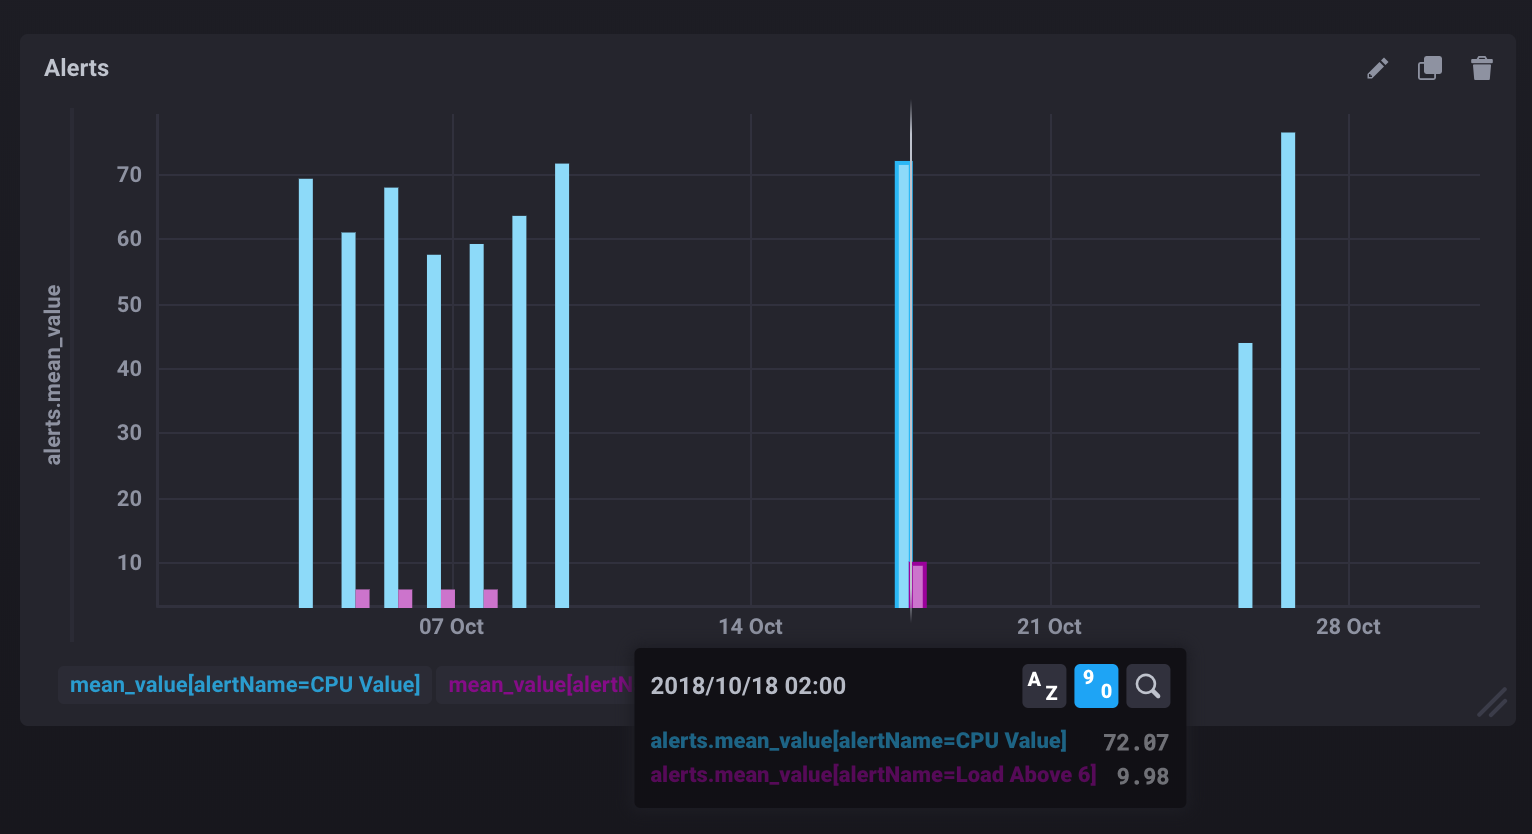 Alerts
70
60
50
40
30
20
10
alerts.mean_value
07 Oct
14 Oct
21 Oct
28 Oct
mean_value[alertName=CPU Value]
mean_value[alertN
2018/10/18 02:00
A Z
9 0
alerts.mean_value[alertName=CPU Value] 72.07
alerts.mean_value[alertName=Load Above 6] 9.98